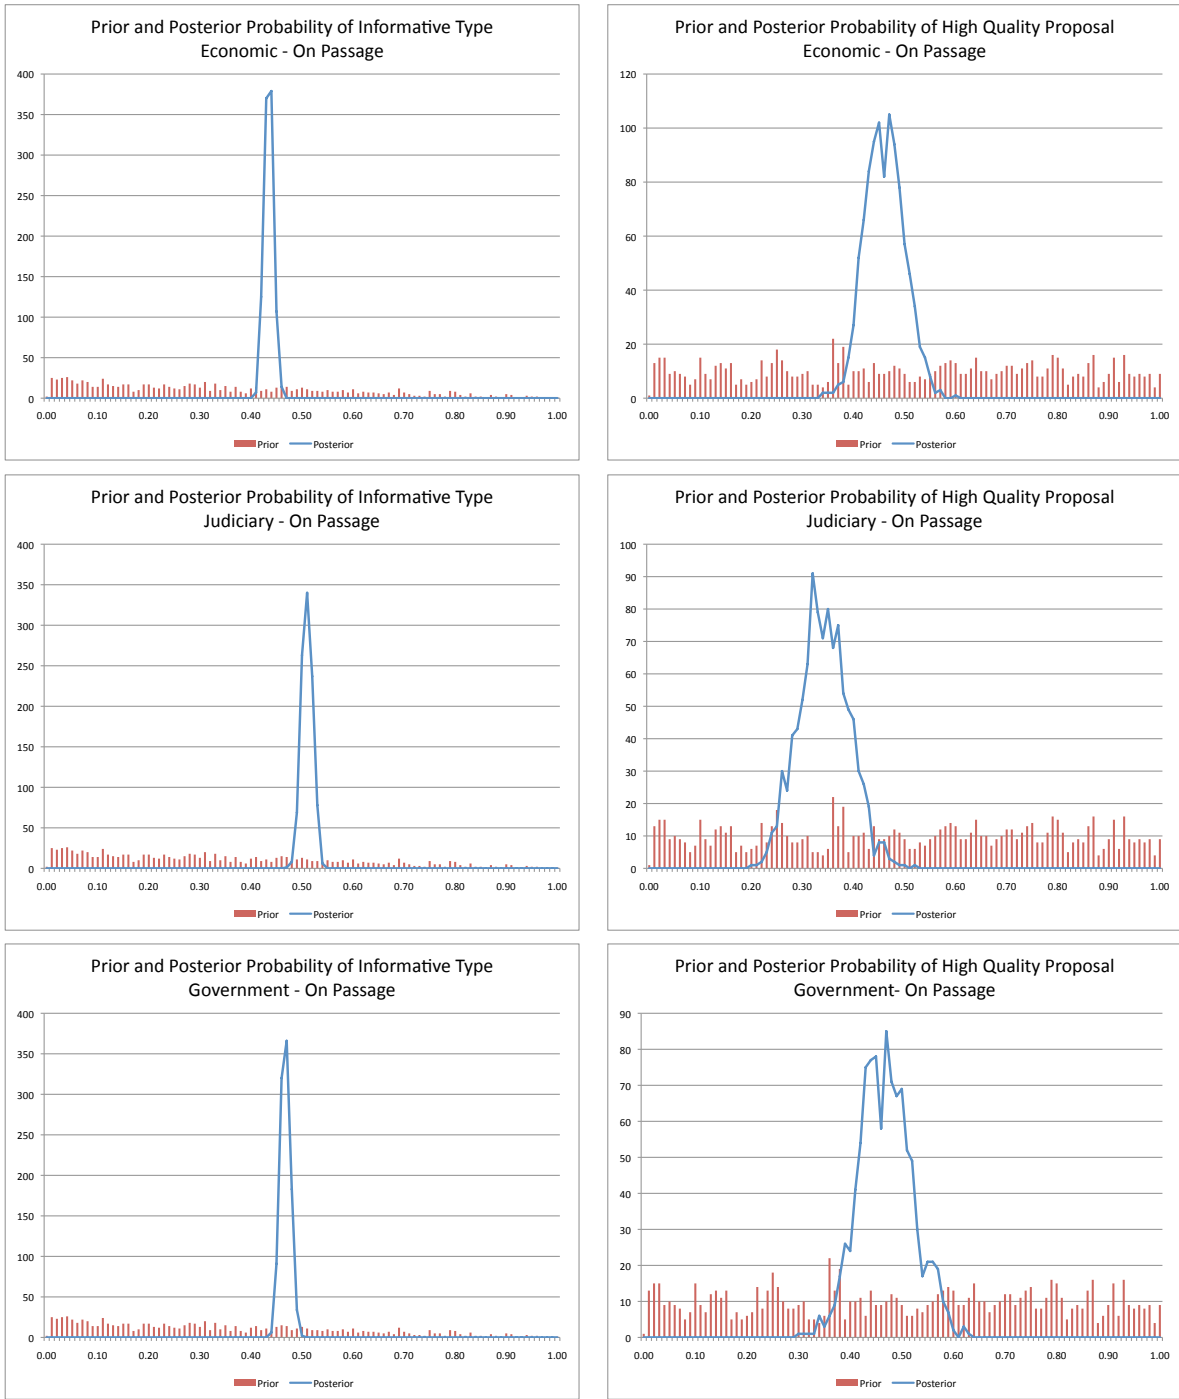 Prior and Posterior Probability of Informative Type
Economic - On Passage
400
350
300
250
200
150
100
50
0
0.00 0.10 0.20 0.30 0.40 0.50 0.60 0.70 0.80 0.90 1.00
Prior Posterior
Prior and Posterior Probability of High Quality Proposal
Economic - On Passage
120
100
80
60
40
20
0
0.00 0.10 0.20 0.30 0.40 0.50 0.60 0.70 0.80 0.90 1.00
Prior Posterior
Prior and Posterior Probability of Informative Type
Judiciary - On Passage
400
350
300
250
200
150
100
50
0
0.00 0.10 0.20 0.30 0.40 0.50 0.60 0.70 0.80 0.90 1.00
Prior Posterior
Prior and Posterior Probability of High Quality Proposal
Judiciary - On Passage
100
90
80
70
60
50
40
30
20
10
0
0.00 0.10 0.20 0.30 0.40 0.50 0.60 0.70 0.80 0.90 1.00
Prior Posterior
Prior and Posterior Probability of Informative Type
Government - On Passage
400
350
300
250
200
150
100
50
0
0.00 0.10 0.20 0.30 0.40 0.50 0.60 0.70 0.80 0.90 1.00
Prior Posterior
Prior and Posterior Probability of High Quality Proposal
Government- On Passage
90
80
70
60
50
40
30
20
10
0
0.00 0.10 0.20 0.30 0.40 0.50 0.60 0.70 0.80 0.90 1.00
Prior Posterior